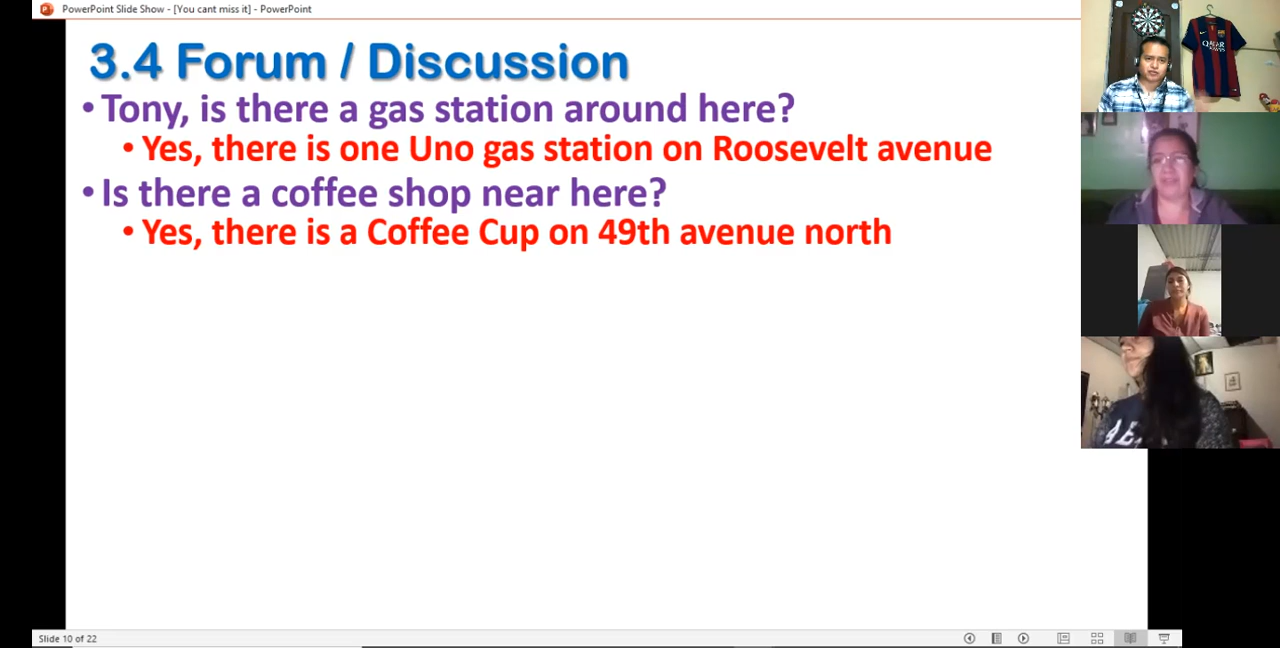 PowerPoint Slide Show - [You cant miss it] - PowerPoint
3.4 Forum / Discussion
• Tony, is there a gas station around here?
• Yes, there is one Uno gas station on Roosevelt avenue
• Is there a coffee shop near here?
• Yes, there is a Coffee Cup on 49th avenue north
QATAR
AIRWAYS
Slide 10 of 22